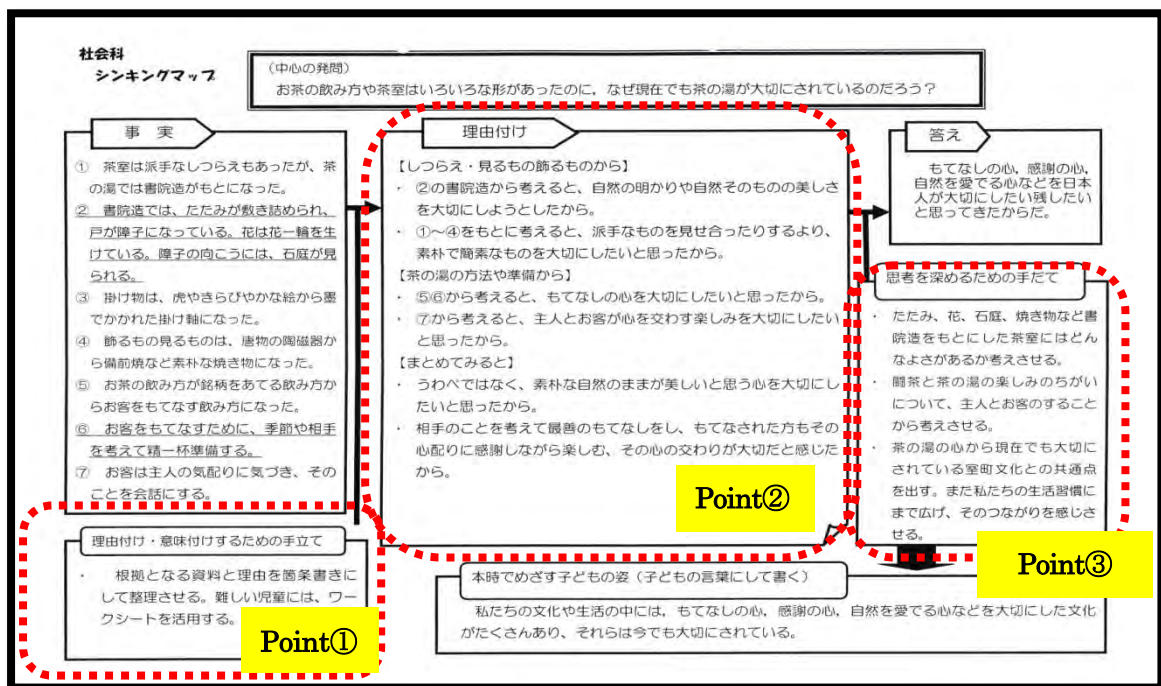 社会科
シンキングマップ
（中心の発問）
お茶の飲み方や茶室はいろいろな形があったのに，なぜ現在でも茶の湯が大切にされているのだろう？
事　実
①　茶室は派手なしつらえもあったが、茶
の湯では書院造がもとになった。
②　書院造では、たたみが敷き詰められ、
戸が障子になっている。花は花一輪を生
けている。障子の向こうには、石庭が見
られる。
③　掛け物は、虎やきらびやかな絵から墨
でかかれた掛け軸になった。
④　飾るもの見るものは、唐物の陶磁器か
ら備前焼など素朴な焼き物になった。
⑤　お茶の飲み方が銘柄をあてる飲み方か
らお客をもてなす飲み方になった。
⑥　お客をもてなすために、季節や相手
を考えて精一杯準備する。
⑦　お客は主人の気配りに気づき、その
ことを会話にする。
理由付け・意味付けするための手立て
・　根拠となる資料と理由を箇条書きに
して整理させる。難しい児童には、ワー
クシートを活用する。
Point①
理由付け
【しつらえ・見るもの飾るものから】
・　②の書院造から考えると、自然の明かりや自然そのものの美しさ
を大切にしようとしたから。
・　①～④をもとに考えると、派手なものを見せ合ったりするより、
素朴で簡素なものを大切にしたいと思ったから。
【茶の湯の方法や準備から】
・　⑤⑥から考えると、もてなしの心を大切にしたいと思ったから。
・　⑦から考えると、主人とお客が心を交わす楽しみを大切にしたい
と思ったから。
【まとめてみると】
・　うわべではなく、素朴な自然のままが美しいと思う心を大切にし
たいと思ったから。
・　相手のことを考えて最善のもてなしをし、もてなされた方もその
心配りに感謝しながら楽しむ、その心の交わりが大切だと感じた
から。
Point②
答え
もてなしの心，感謝の心，
自然を愛でる心などを日本
人が大切にしたい残したい
と思ってきたからだ。
思考を深めるための手だて
・　たたみ、花、石庭、焼き物など書
院造をもとにした茶室にはどん
なよさがあるか考えさせる。
・　闘茶と茶の湯の楽しみのちがい
について、主人とお客のすること
から考えさせる。
・　茶の湯の心から現在でも大切に
されている室町文化との共通点
を出す。また私たちの生活習慣に
まで広げ、そのつながりを感じさ
せる。
Point③
本時でめざす子どもの姿（子どもの言葉にして書く）
私たちの文化や生活の中には，もてなしの心，感謝の心，自然を愛でる心などを大切にした文化
がたくさんあり、それらは今でも大切にされている。